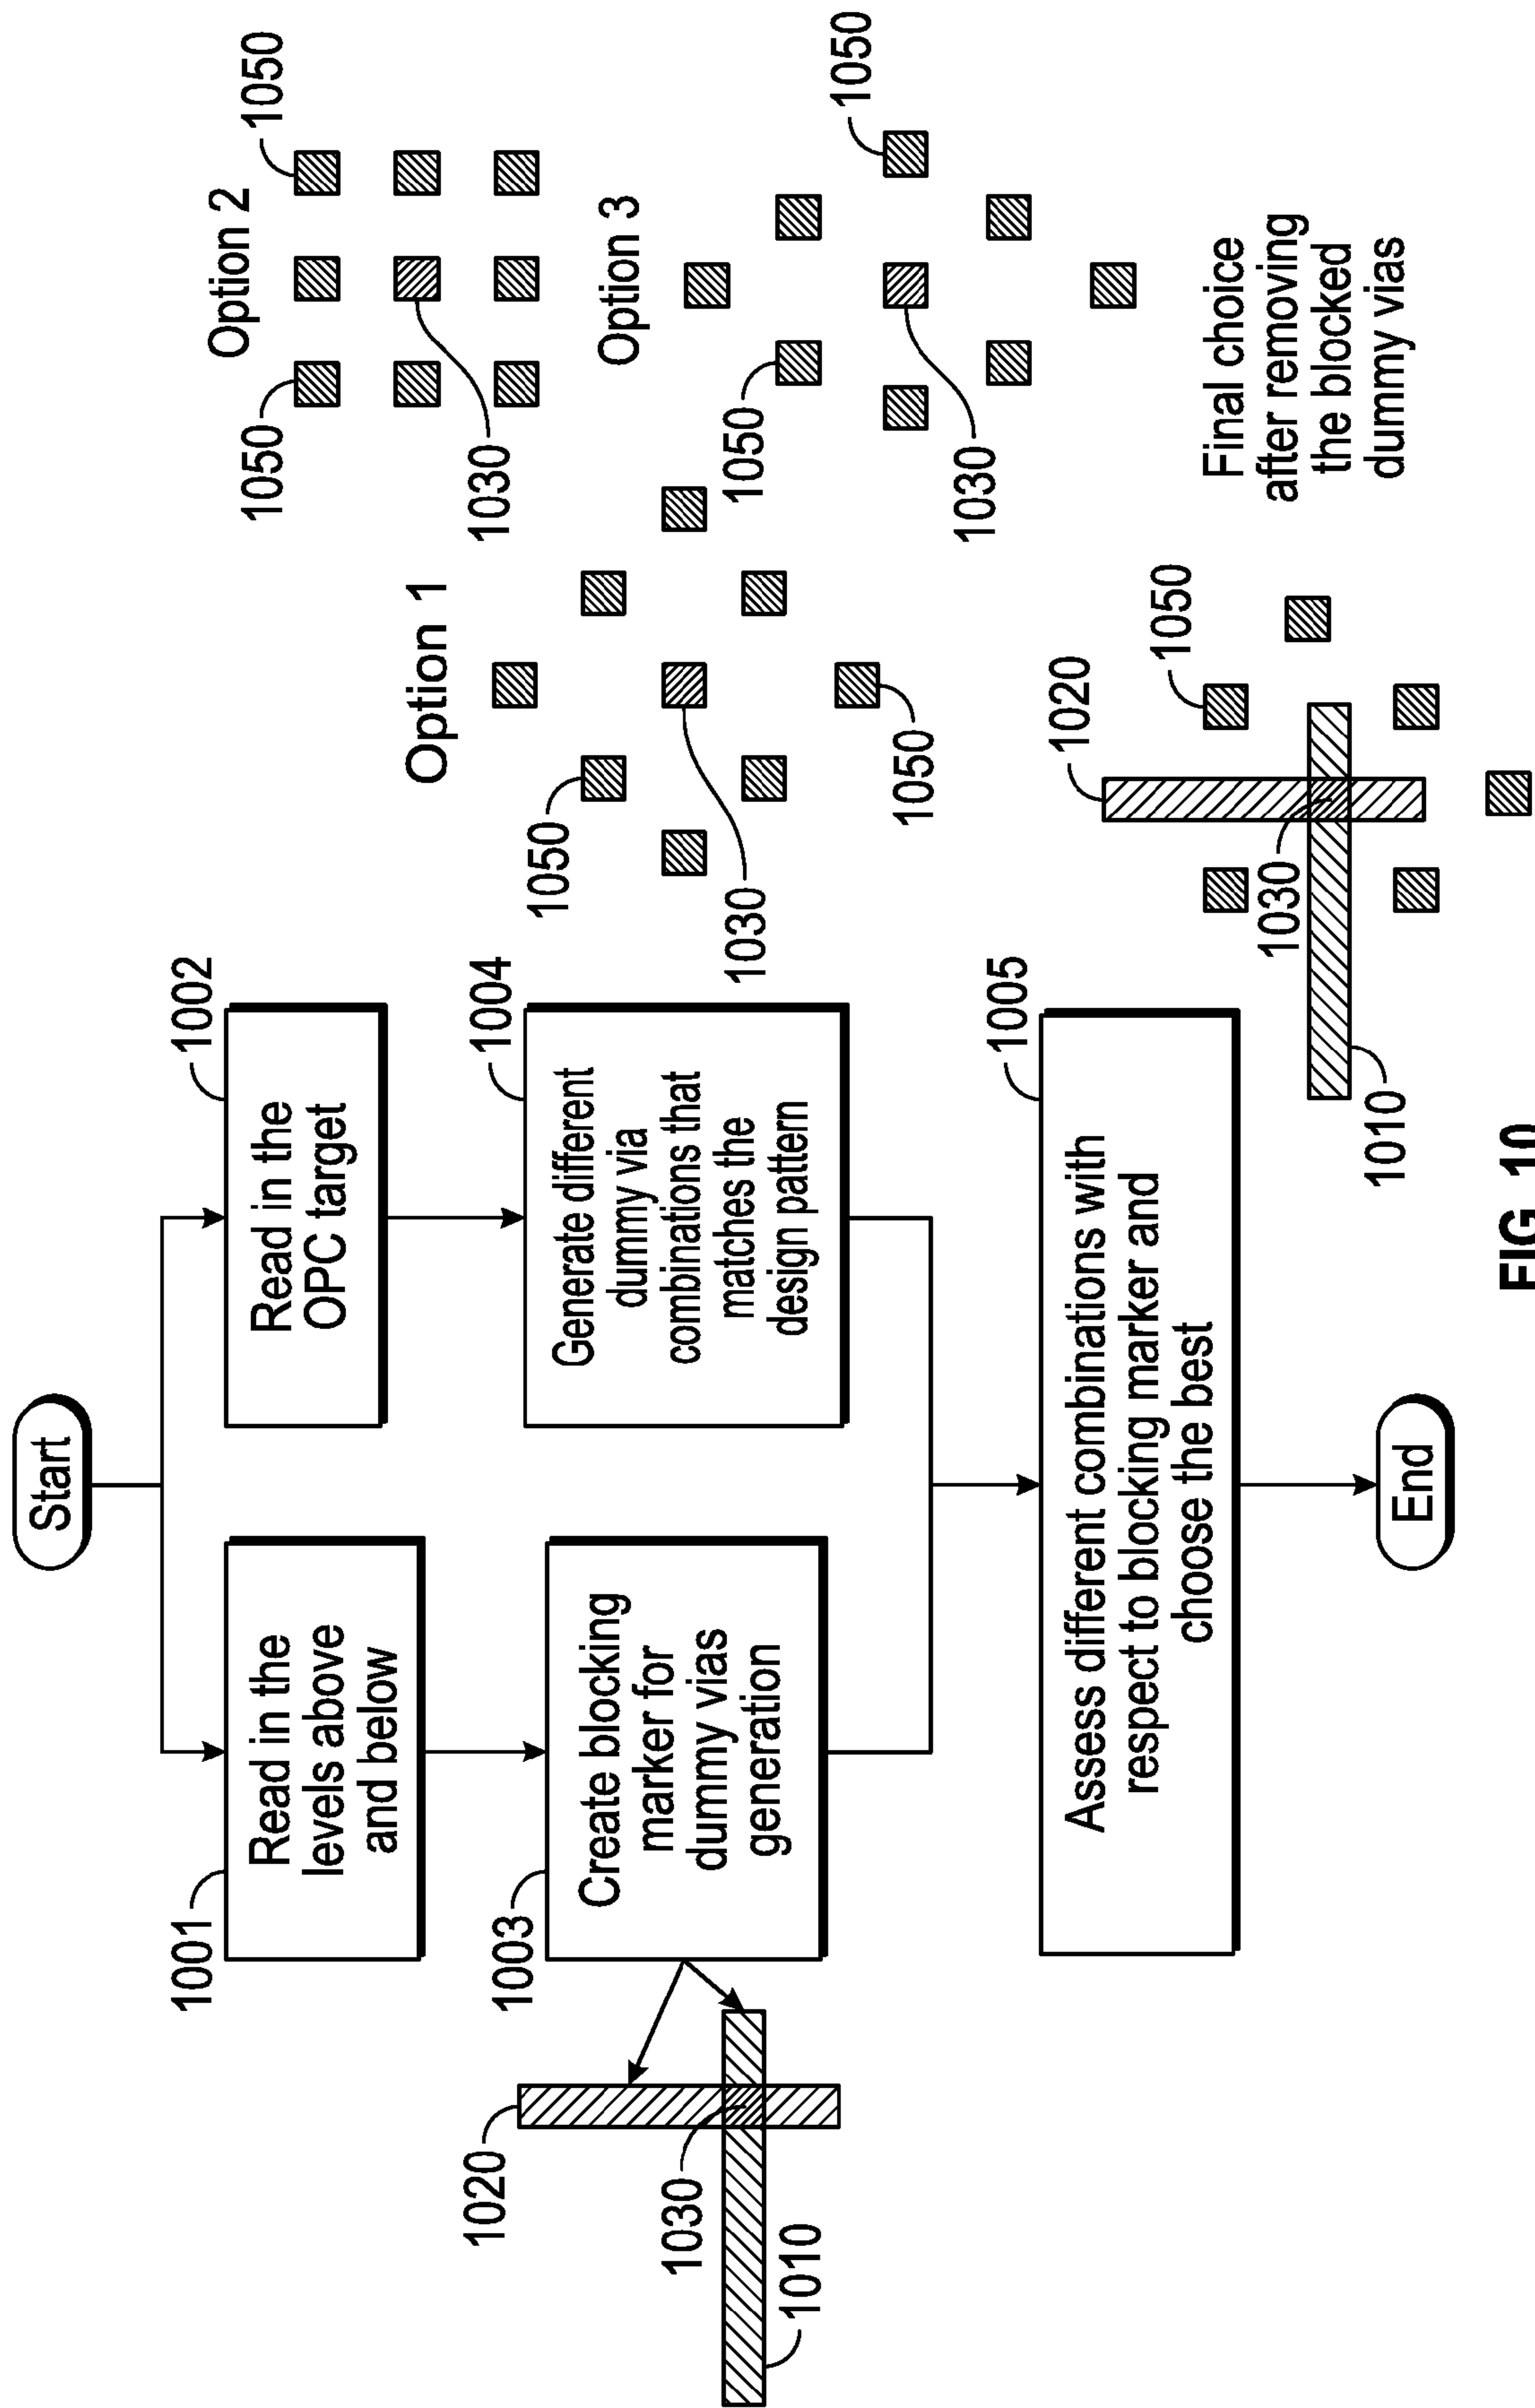 Start
1001
Read in the
levels above
and below
1002
Read in the
OPC target
1003
Create blocking
marker for
dummy vias
generation
1004
Generate different
dummy via
combinations that
matches the
design pattern
1020
1030
1010
1005
Assess different combinations with
respect to blocking marker and
choose the best
End
Option 1
1050
1030
1050
Option 2
1050
1050
1030
Option 3
1050
1050
1030
1020
1050
1030
1010
Final choice
after removing
the blocked
dummy vias
FIG. 10